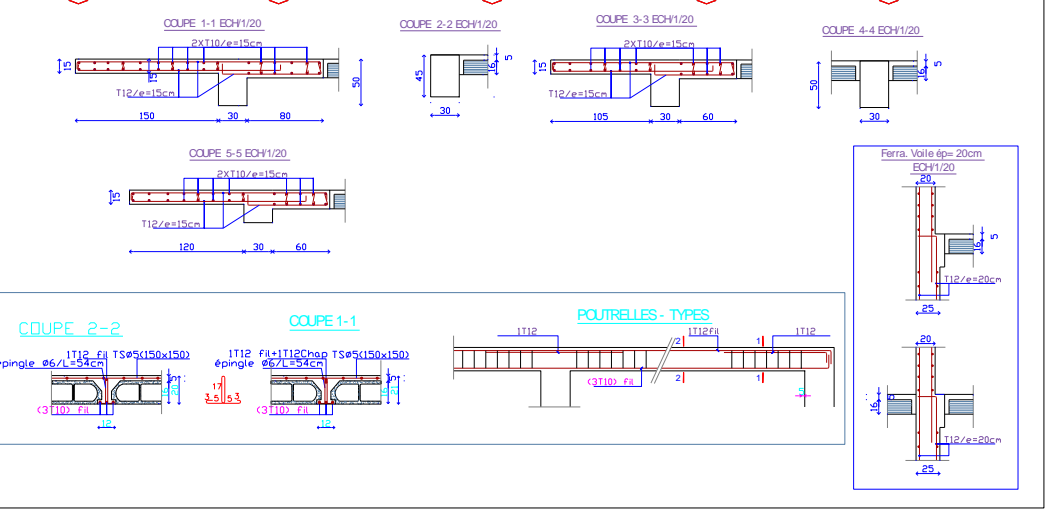 COUPE 1-1 ECH/1/20
2XT10/e=15cm
15
15
T12/e=15cm
50
150
30
80
COUPE 2-2 ECH/1/20
45
16
5
30
COUPE 3-3 ECH/1/20
2XT10/e=15cm
15
T12/e=15cm
105
30
60
COUPE 4-4 ECH/1/20
50
16
5
30
COUPE 5-5 ECH/1/20
2XT10/e=15cm
15
T12/e=15cm
120
30
60
Ferra. Voile ép= 20cm
ECH/1/20
20
16
5
T12/e=20cm
25
20
16
T12/e=20cm
25
COUPE 2-2
1T12 fil TSø5(150x150)
épingle Ø6/L=54cm
(3T10) fil
16
20
5
12
COUPE 1-1
1T12 fil+1T12Chap TSø5(150x150)
épingle Ø6/L=54cm
17
3.5
5
3
(3T10) fil
12
POUTRELLES - TYPES
1T12
1T12fil
1T12
2
1
(3T10) fil
2
1